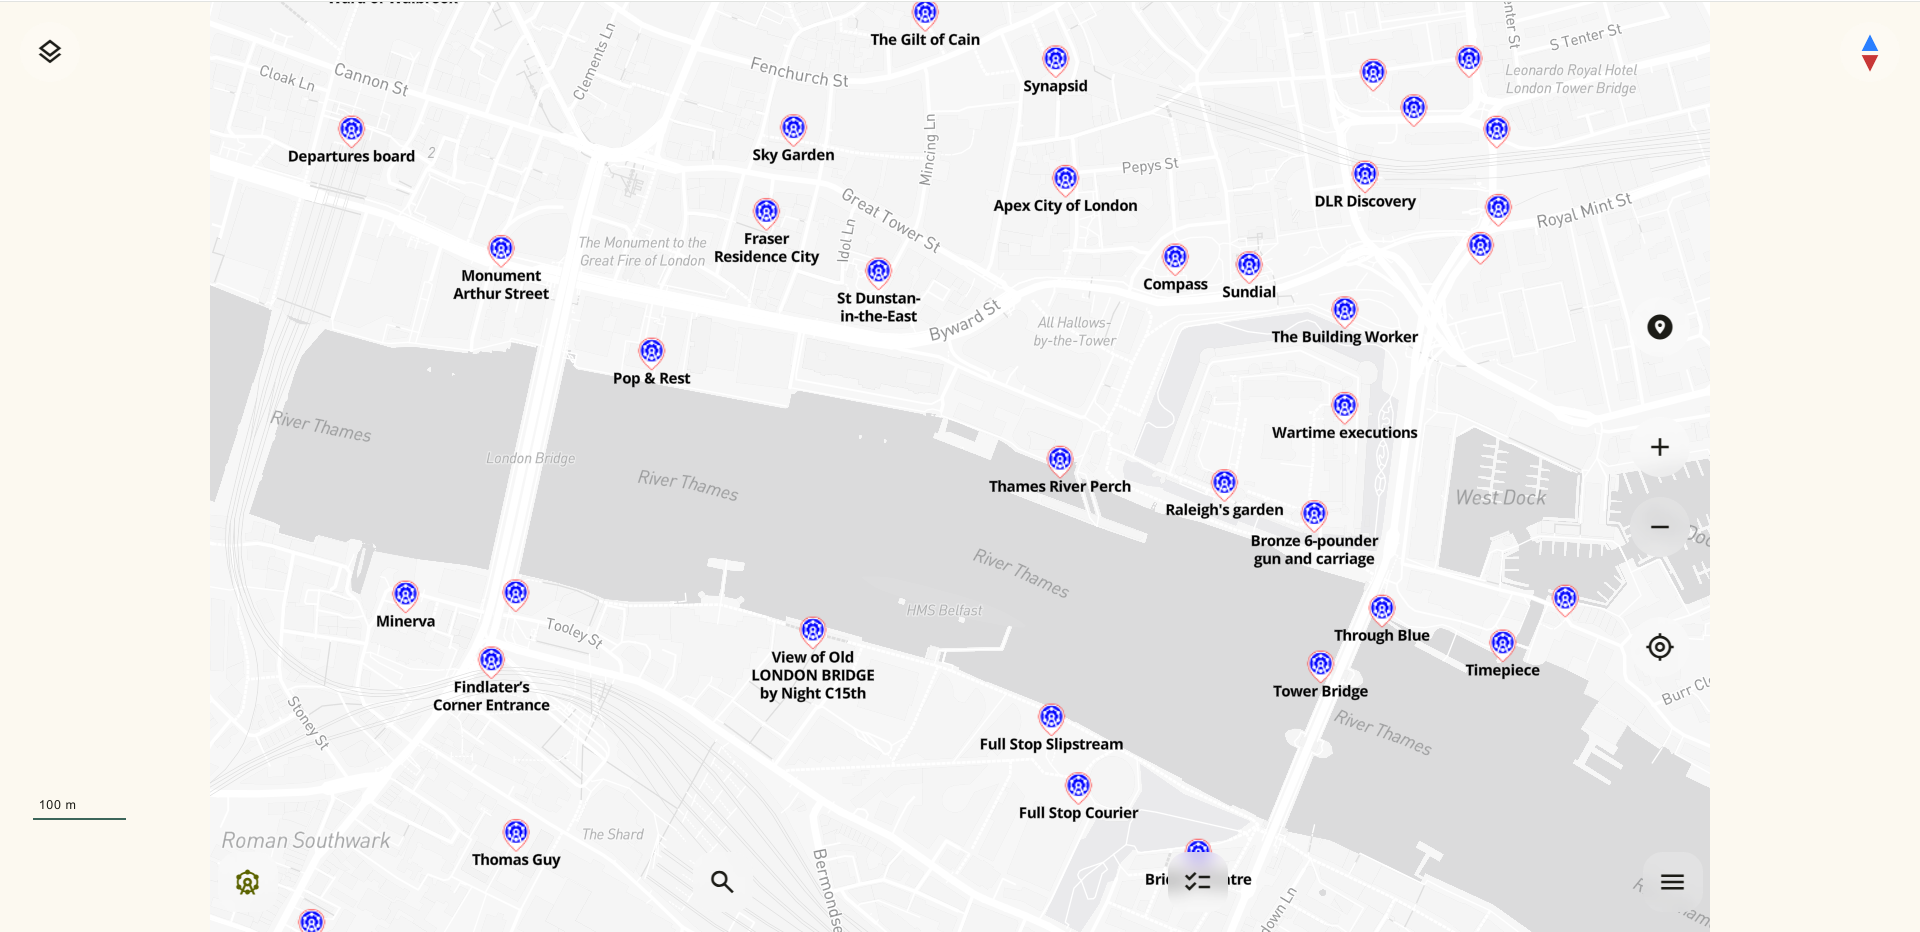 The Gilt of Cain
Synapsid
S Tenter St
Leonardo Royal Hotel
London Tower Bridge
Clements Ln
Fenchurch St
Cloak Ln
Cannon St
Departures board
2
Sky Garden
Mincing Ln
Pepys St
Apex City of London
DLR Discovery
Royal Mint St
Great Tower St
Idol Ln
The Monument to the
Great Fire of London
Fraser
Residence City
Monument
Arthur Street
St Dunstan-
in-the-East
Compass
Sundial
Byward St
All Hallows-
by-the-Tower
The Building Worker
Pop & Rest
River Thames
London Bridge
River Thames
Wartime executions
Thames River Perch
Raleigh's garden
West Dock
Bronze 6-pounder
gun and carriage
River Thames
HMS Belfast
Minerva
Tooley St
Through Blue
Timepiece
View of Old
LONDON BRIDGE
by Night C15th
Tower Bridge
Findlater's
Corner Entrance
Stoney St
River Thames
Full Stop Slipstream
Full Stop Courier
100 m
Roman Southwark
The Shard
Thomas Guy